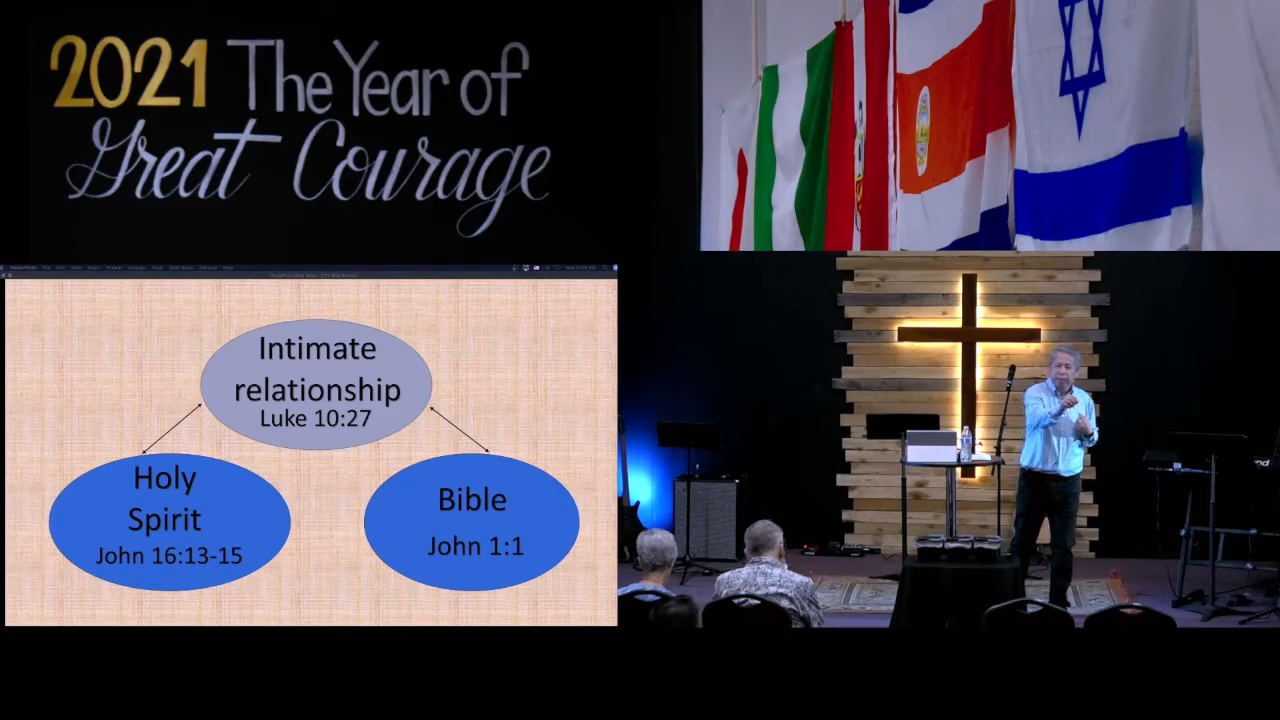 2021 The Year of
Great Courage
Intimate
relationship
Luke 10:27
Holy
Spirit
John 16:13-15
Bible
John 1:1